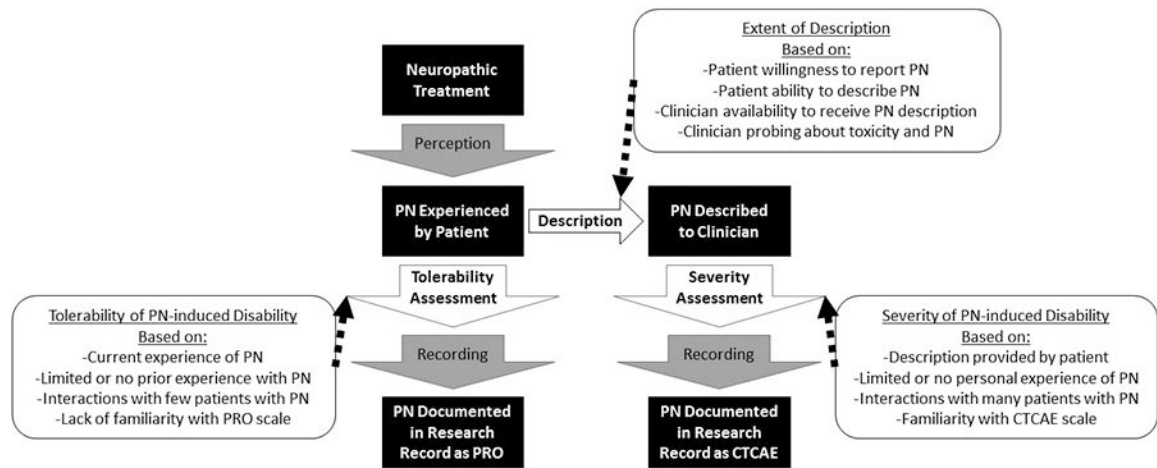 Neuropathic
Treatment
Perception
Extent of Description
Based on:
-Patient willingness to report PN
-Patient ability to describe PN
-Clinician availability to receive PN description
-Clinician probing about toxicity and PN
PN Experienced
by Patient
Description
PN Described
to Clinician
Tolerability
Assessment
Severity
Assessment
Tolerability of PN-induced Disability
Based on:
-Current experience of PN
-Limited or no prior experience with PN
-Interactions with few patients with PN
-Lack of familiarity with PRO scale
Recording
Recording
Severity of PN-induced Disability
Based on:
-Description provided by patient
-Limited or no personal experience of PN
-Interactions with many patients with PN
-Familiarity with CTCAE scale
PN Documented
in Research
Record as PRO
PN Documented
in Research
Record as CTCAE